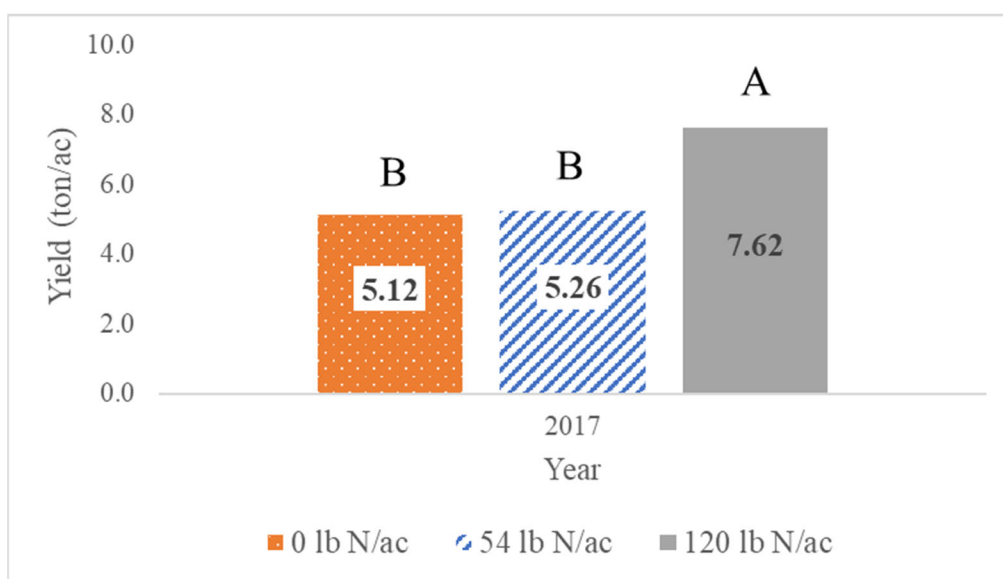 10.0
8.0
6.0
4.0
2.0
0.0
Yield (ton/ac)
B
B
A
5.12
5.26
7.62
2017
Year
0 lb N/ac
54 lb N/ac
120 lb N/ac